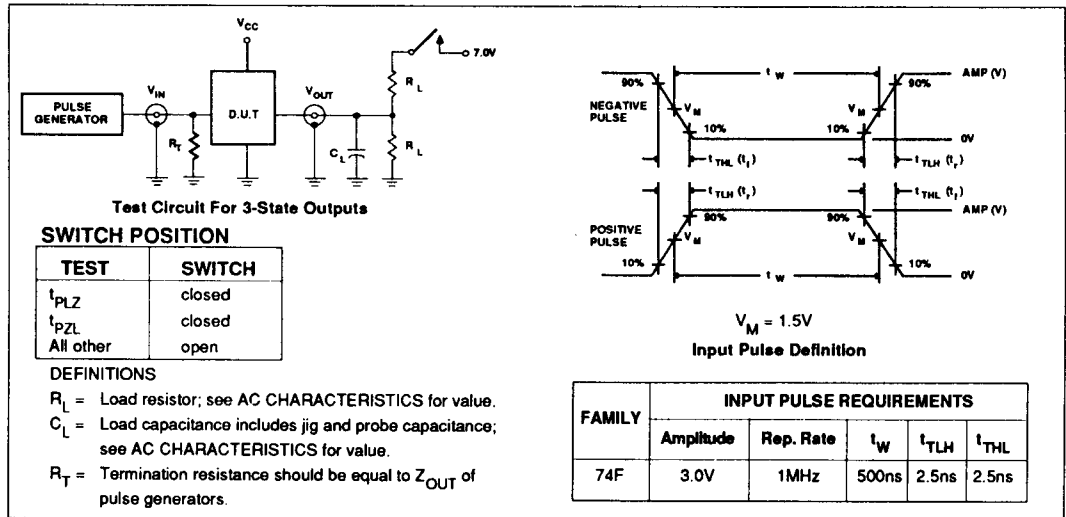 VCC
7.0V
RL
VIN
VOUT
PULSE
GENERATOR
D.U.T
RT
CL
RL
Test Circuit For 3-State Outputs
SWITCH POSITION
TEST SWITCH
tPLZ closed
tPZL closed
All other open
DEFINITIONS
RL = Load resistor; see AC CHARACTERISTICS for value.
CL = Load capacitance includes jig and probe capacitance;
see AC CHARACTERISTICS for value.
RT = Termination resistance should be equal to ZOUT of
pulse generators.
tW
AMP (V)
90% 90%
NEGATIVE
PULSE
VM VM
10% 10%
0V
tTHL (tf) tTLH (tr)
tTLH (tr) tTHL (tf)
AMP (V)
90% 90%
POSITIVE
PULSE
VM VM
10% 10%
tW
0V
VM = 1.5V
Input Pulse Definition
FAMILY INPUT PULSE REQUIREMENTS
Amplitude Rep. Rate tW tTLH tTHL
74F 3.0V 1MHz 500ns 2.5ns 2.5ns